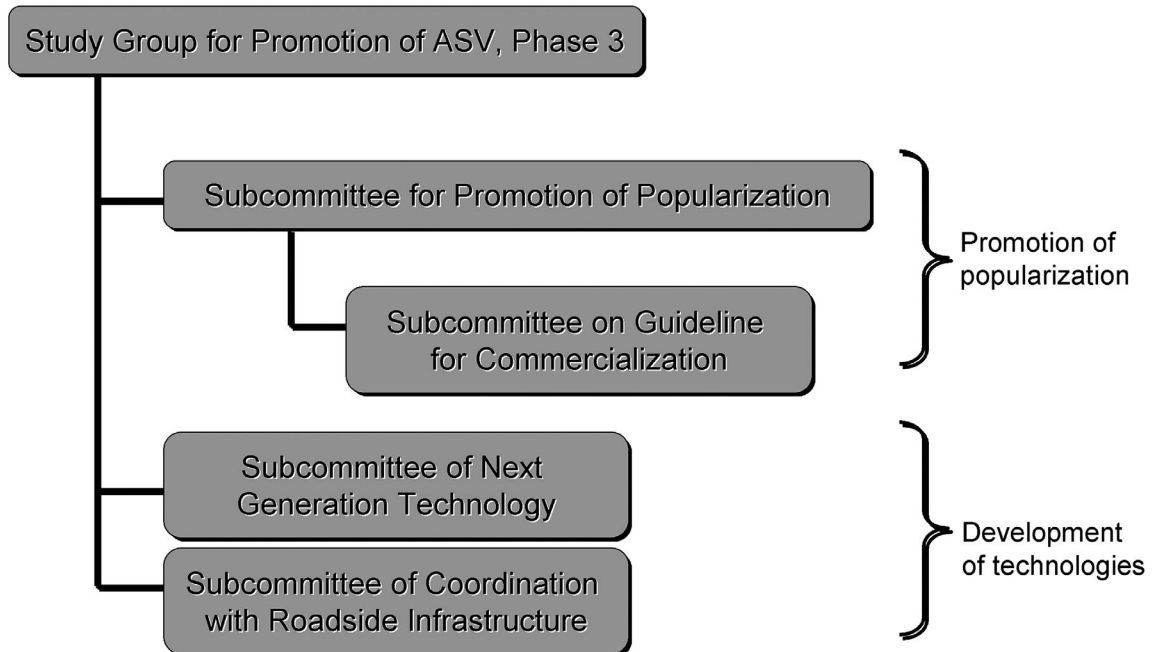 Study Group for Promotion of ASV, Phase 3
Subcommittee for Promotion of Popularization
Promotion of
popularization
Subcommittee on Guideline
for Commercialization
Subcommittee of Next
Generation Technology
Development
of technologies
Subcommittee of Coordination
with Roadside Infrastructure